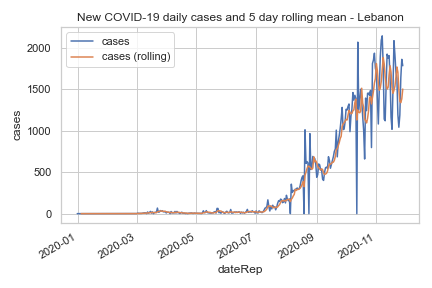 New COVID-19 daily cases and 5 day rolling mean - Lebanon
cases
cases (rolling)
2000
1500
1000
500
0
cases
2020-01
2020-03
2020-05
2020-07
2020-09
2020-11
dateRep